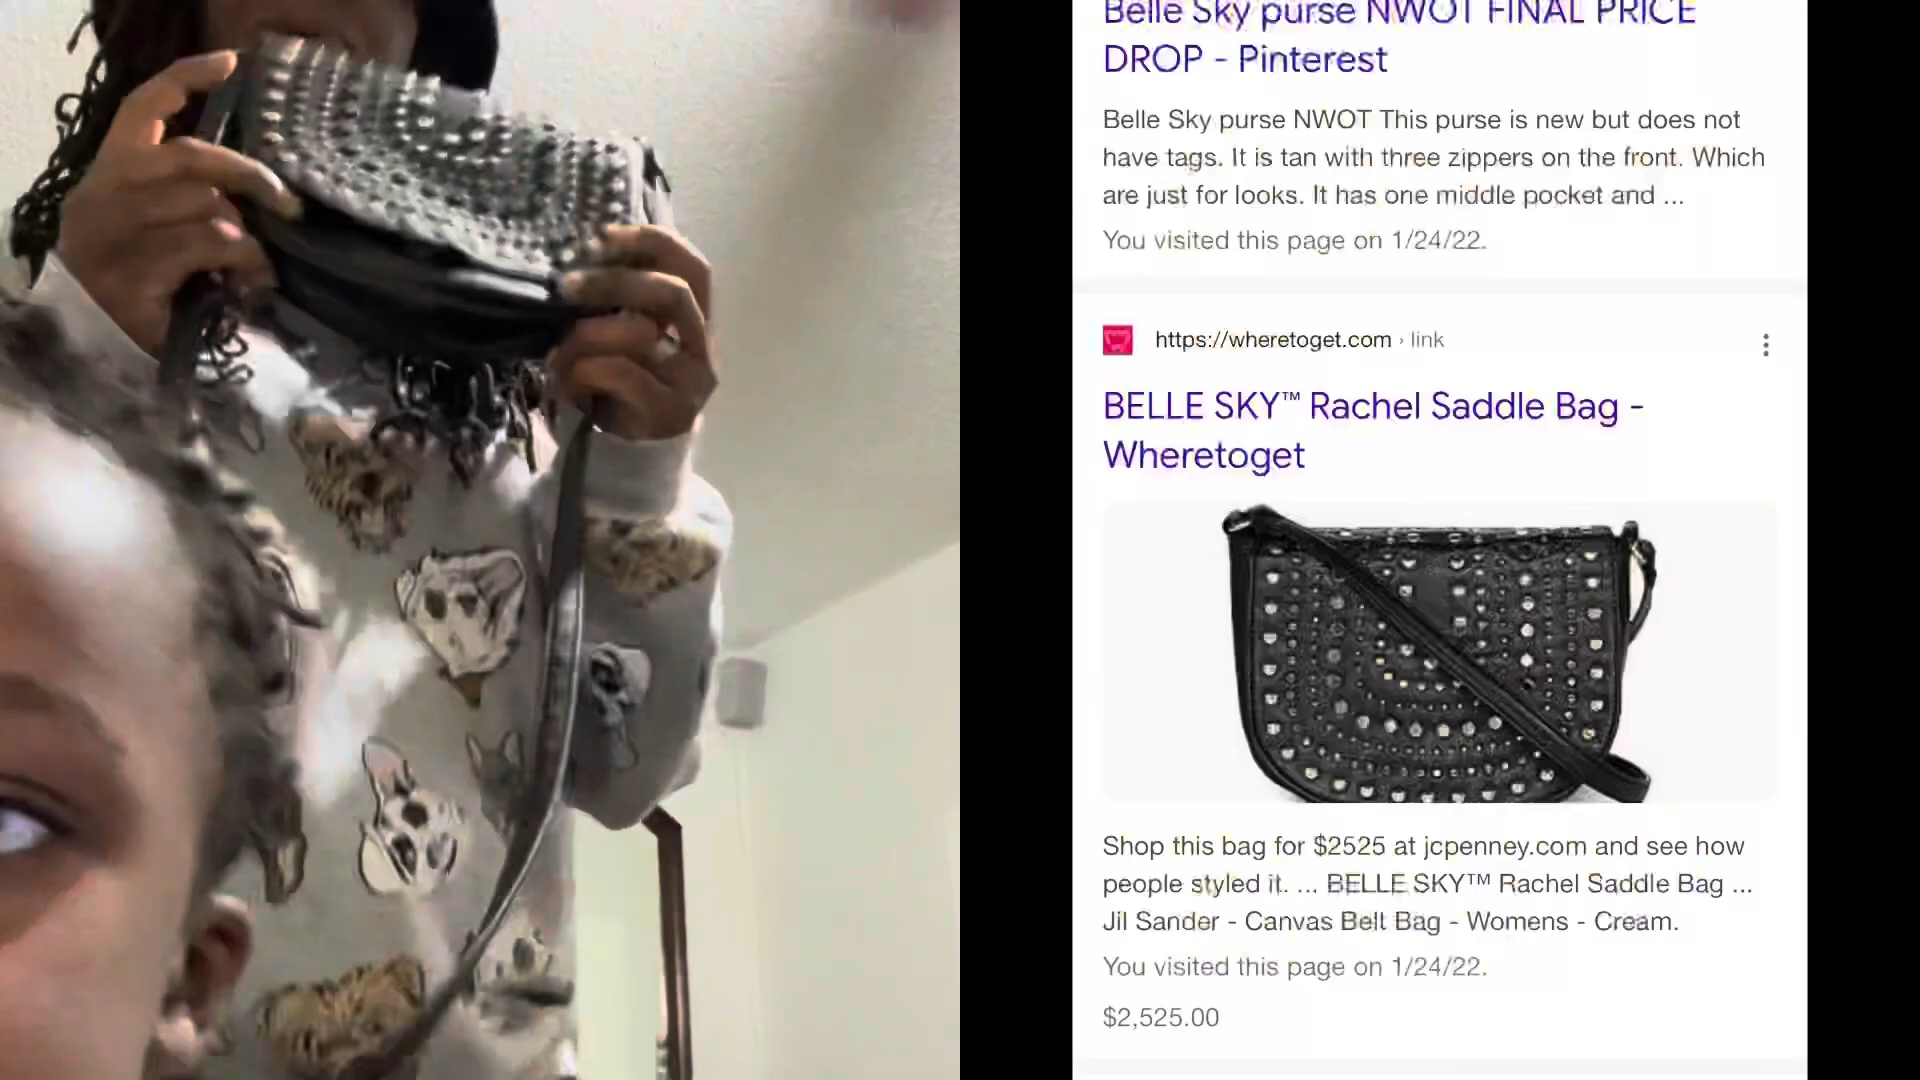 Belle Sky purse NWOT FINAL PRICE
DROP - Pinterest
Belle Sky purse NWOT This purse is new but does not
have tags. It is tan with three zippers on the front. Which
are just for looks. It has one middle pocket and ...
You visited this page on 1/24/22.
https://wheretoget.com › link
BELLE SKY™ Rachel Saddle Bag -
Wheretoget
Shop this bag for $2525 at jcpenney.com and see how
people styled it. ... BELLE SKY™ Rachel Saddle Bag ...
Jil Sander - Canvas Belt Bag - Womens - Cream.
You visited this page on 1/24/22.
$2,525.00